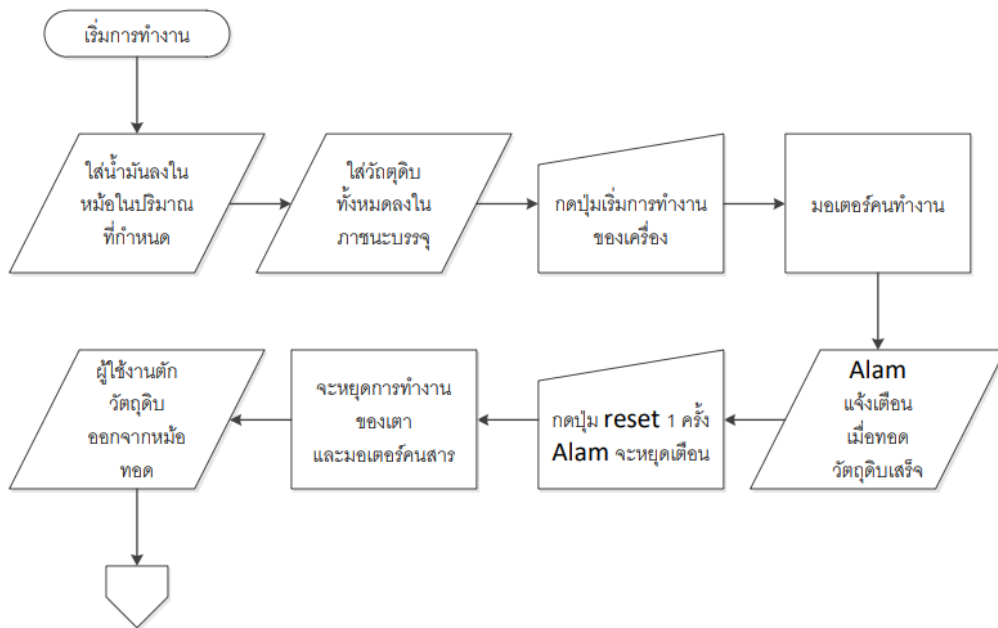 เริ่มการทำงาน
ใส่น้ำมันลงใน
หม้อในปริมาณ
ที่กำหนด
ใส่วัถตุดิบ
ทั้งหมดลงใน
ภาชนะบรรจุ
กดปุ่มเริ่มการทำงาน
ของเครื่อง
มอเตอร์คนทำงาน
Alam
แจ้งเตือน
เมื่อทอด
วัตถุดิบเสร็จ
กดปุ่ม reset 1 ครั้ง
Alam จะหยุดเตือน
จะหยุดการทำงาน
ของเตา
และมอเตอร์คนสาร
ผู้ใช้งานตัก
วัตถุดิบ
ออกจากหม้อ
ทอด